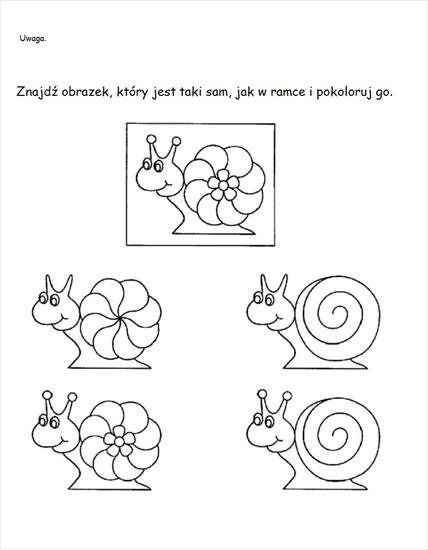 Uwaga.
Znajdź obrazek, który jest taki sam, jak w ramce i pokoloruj go.